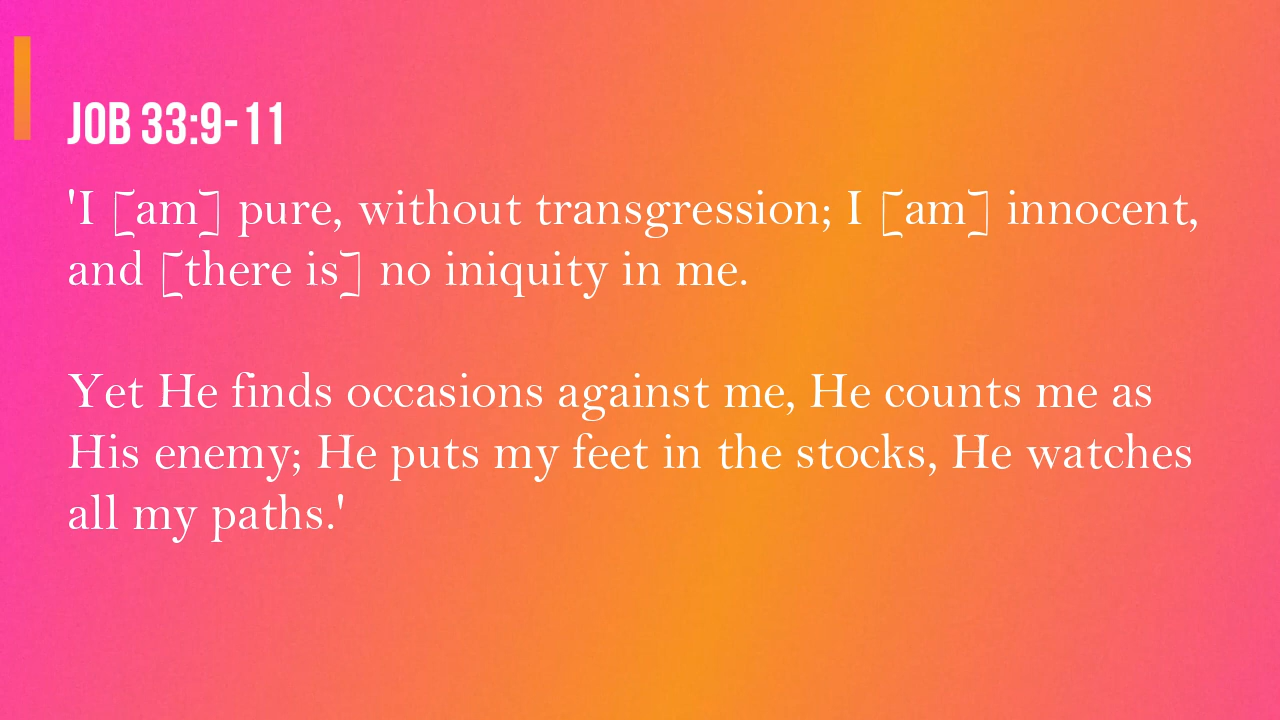 JOB 33:9-11
'I [am] pure, without transgression; I [am] innocent,
and [there is] no iniquity in me.
Yet He finds occasions against me, He counts me as
His enemy; He puts my feet in the stocks, He watches
all my paths.'